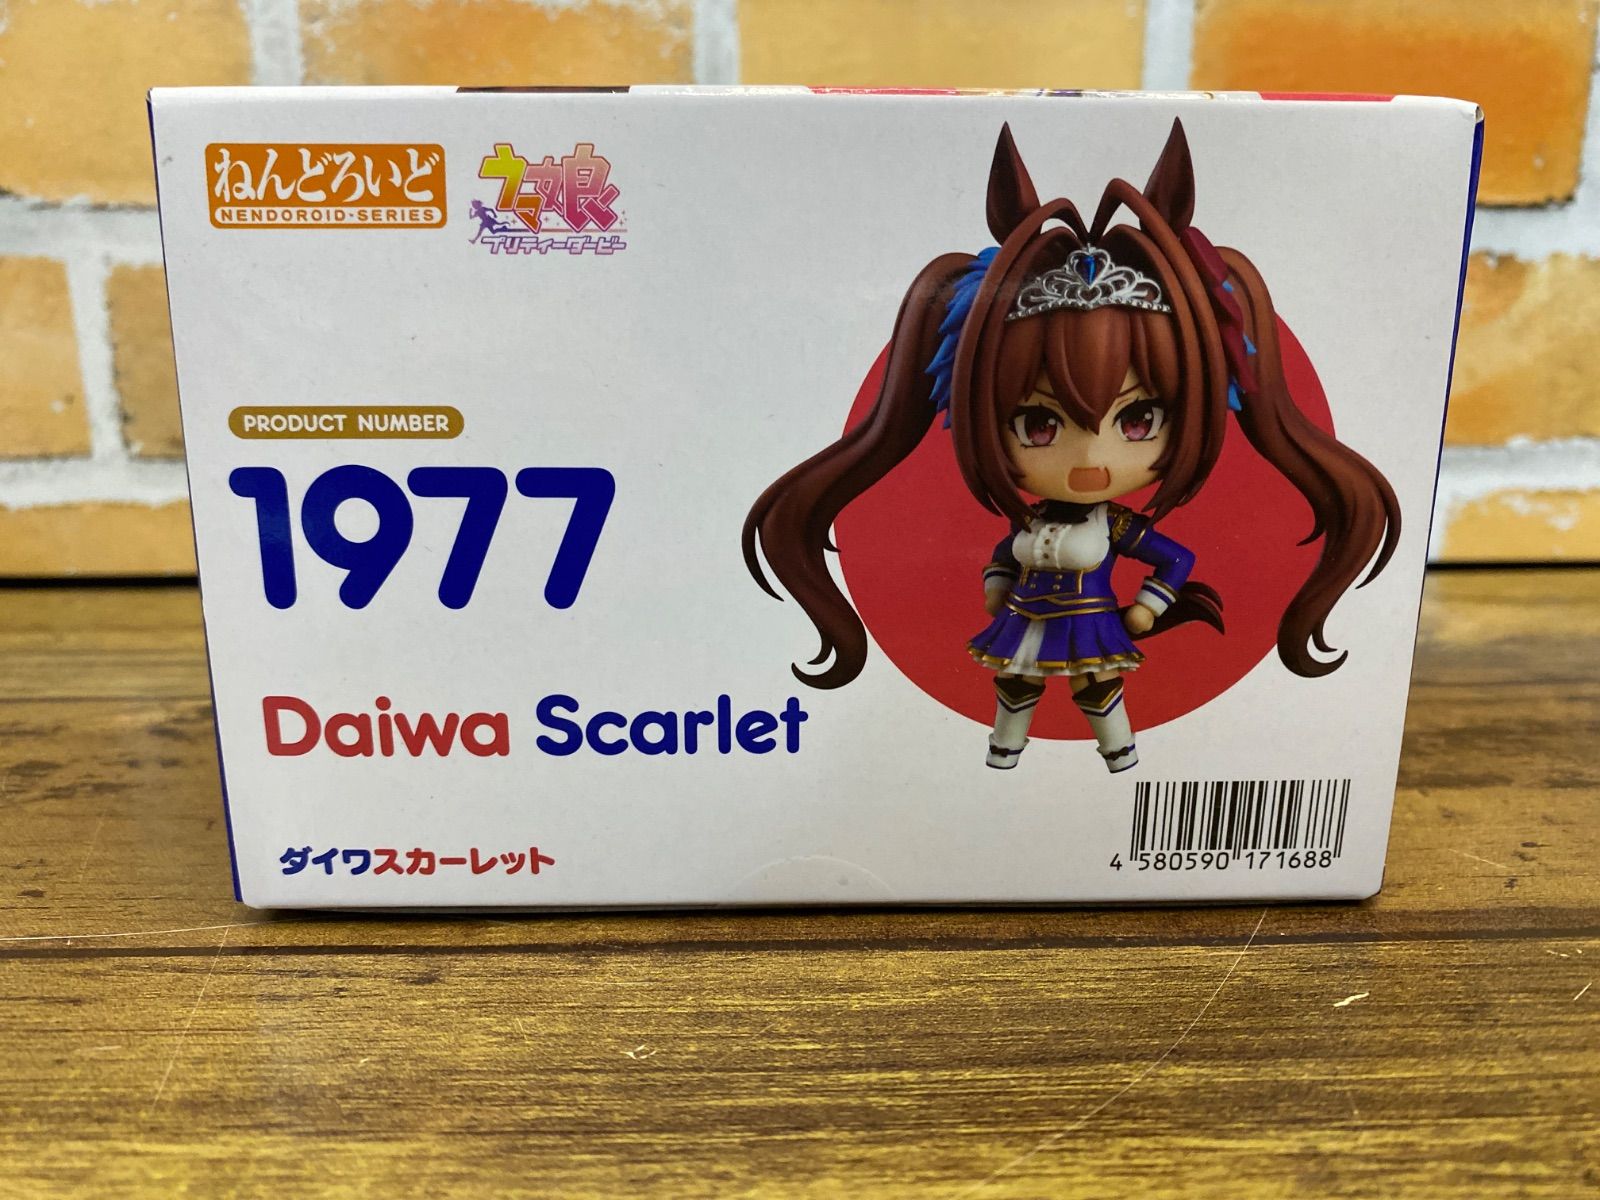 ねんどろいど
NENDOROID・SERIES
ウマ娘
プリティーダービー
PRODUCT NUMBER
1977
Daiwa Scarlet
ダイワスカーレット
4 580590 171688